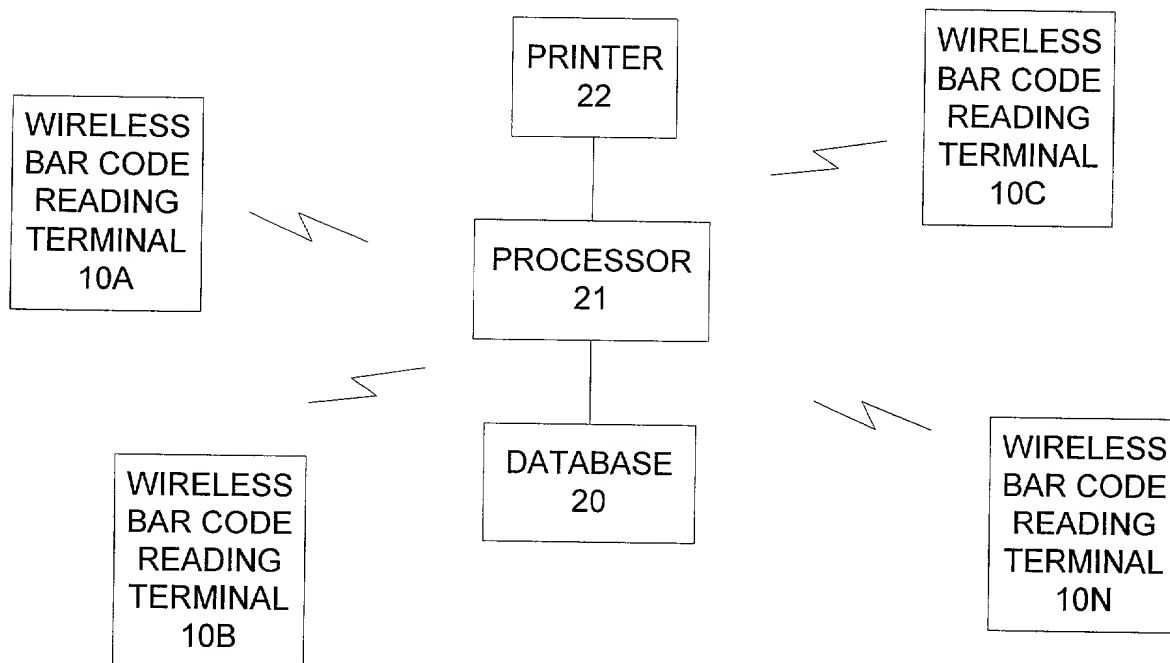 PRINTER
22
WIRELESS
BAR CODE
READING
TERMINAL
10C
WIRELESS
BAR CODE
READING
TERMINAL
10A
PROCESSOR
21
DATABASE
20
WIRELESS
BAR CODE
READING
TERMINAL
10B
WIRELESS
BAR CODE
READING
TERMINAL
10N